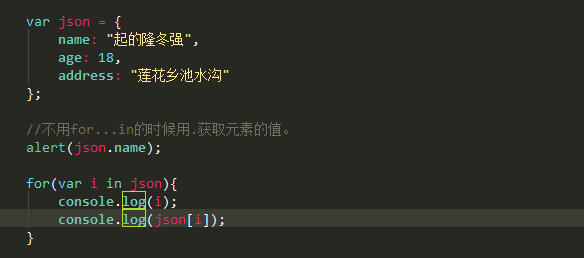 var json = {
    name: "起的隆冬强",
    age: 18,
    address: "莲花乡池水沟"
};
//不用for...in的时候用.获取元素的值。
alert(json.name);
for(var i in json){
    console.log(i);
    console.log(json[i]);
}